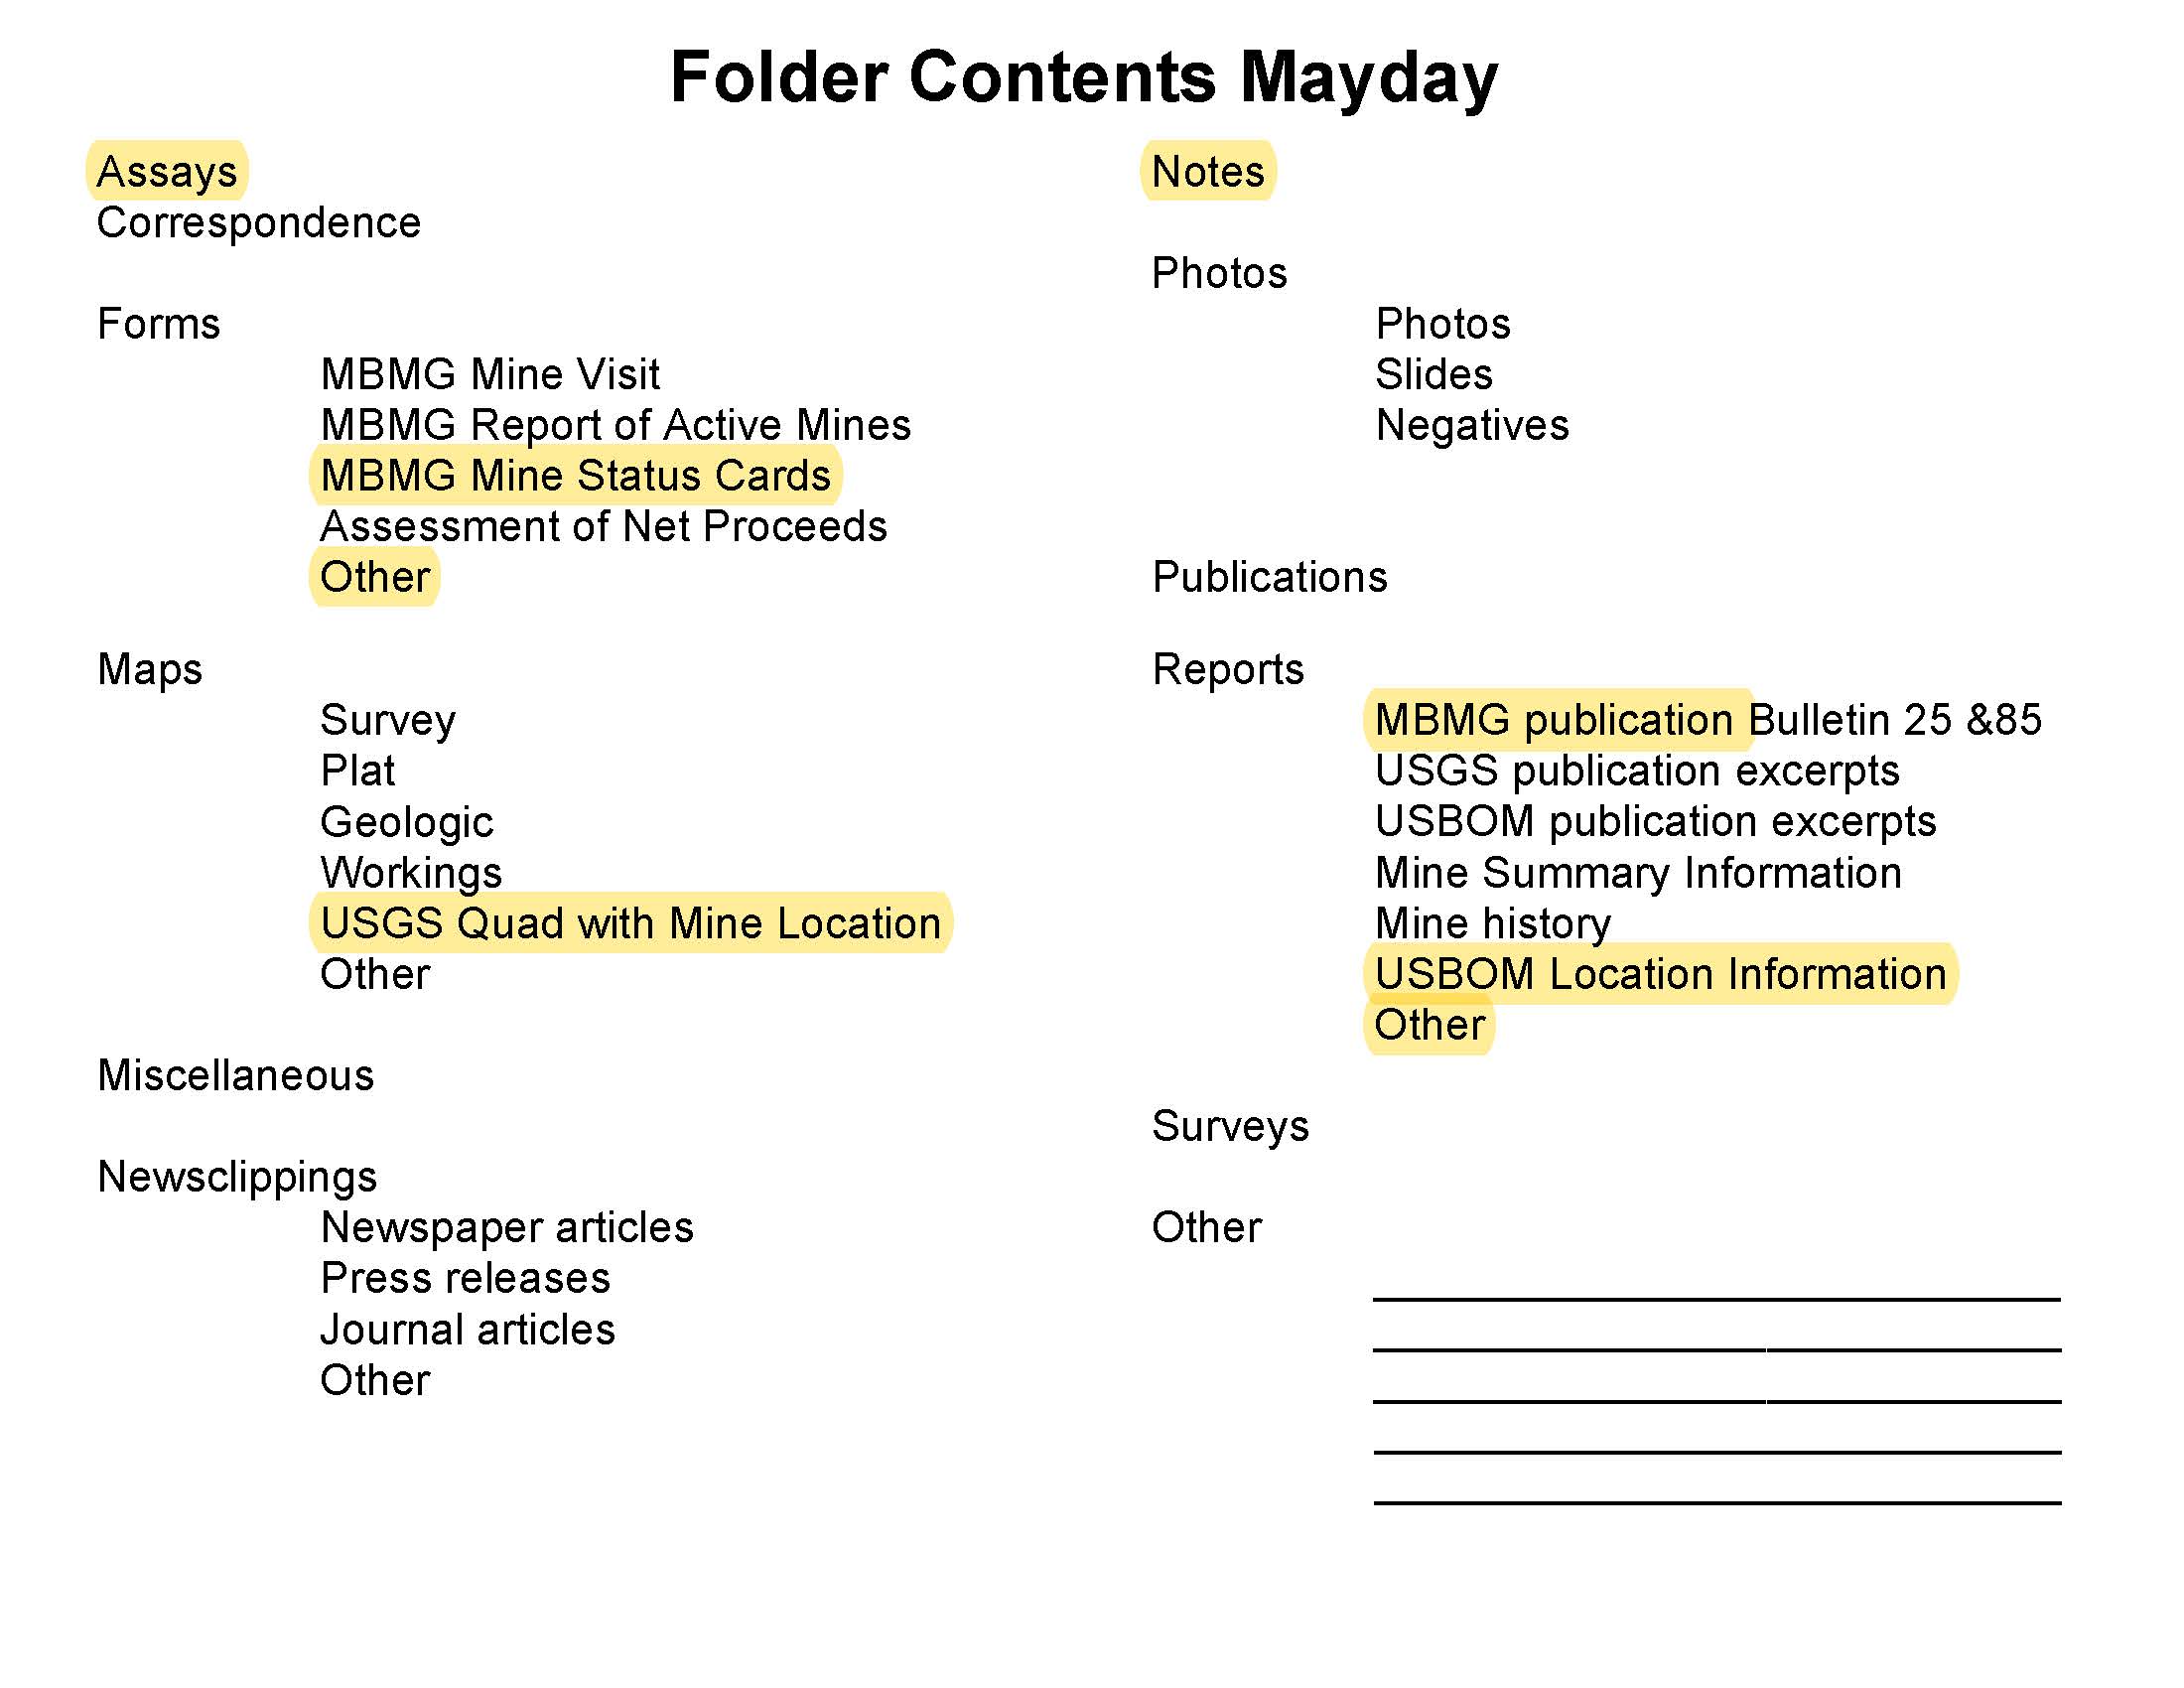 Folder Contents Mayday
Assays
Correspondence
Forms
MBMG Mine Visit
MBMG Report of Active Mines
MBMG Mine Status Cards
Assessment of Net Proceeds
Other
Maps
Survey
Plat
Geologic
Workings
USGS Quad with Mine Location
Other
Miscellaneous
Newsclippings
Newspaper articles
Press releases
Journal articles
Other
Notes
Photos
Photos
Slides
Negatives
Publications
Reports
MBMG publication Bulletin 25 &85
USGS publication excerpts
USBOM publication excerpts
Mine Summary Information
Mine history
USBOM Location Information
Other
Surveys
Other